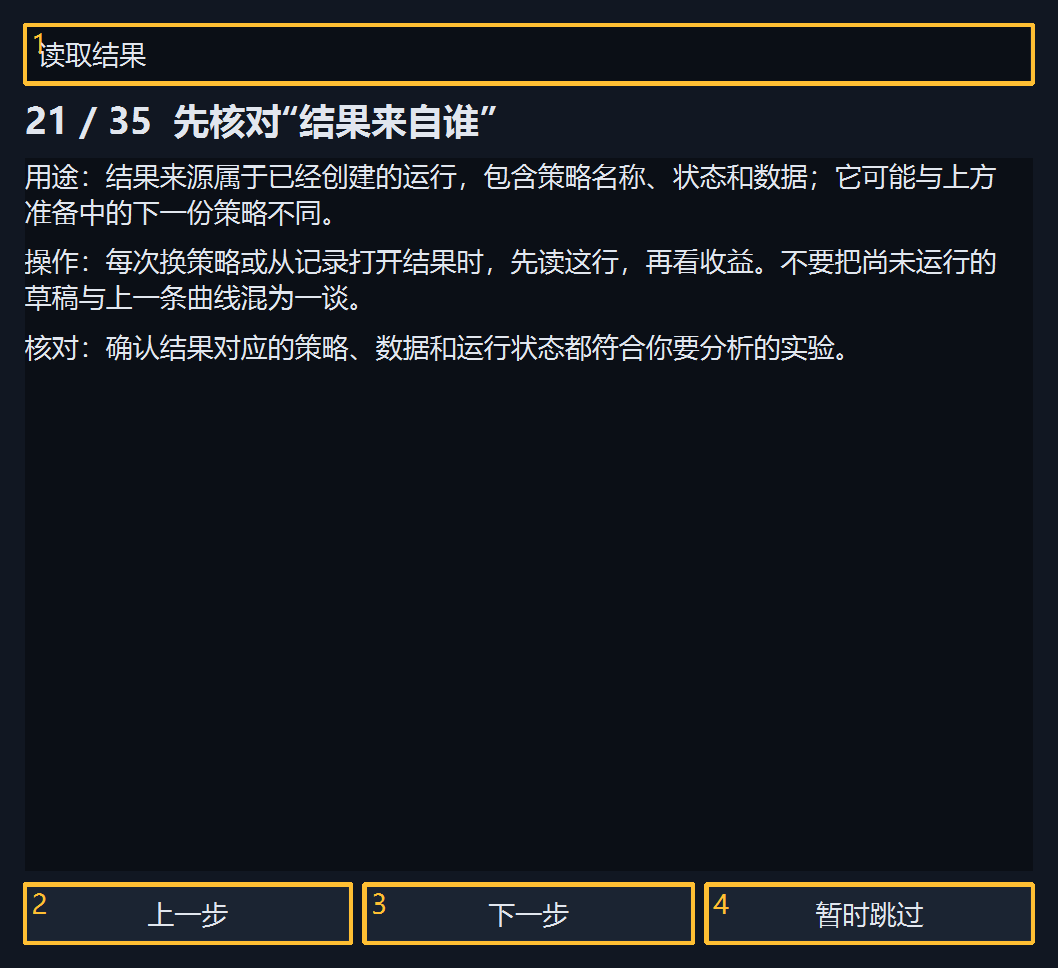 1
读取结果
21 / 35 先核对“结果来自谁”
用途：结果来源属于已经创建的运行，包含策略名称、状态和数据；它可能与上方
准备中的下一份策略不同。
操作：每次换策略或从记录打开结果时，先读这行，再看收益。不要把尚未运行的
草稿与上一条曲线混为一谈。
核对：确认结果对应的策略、数据和运行状态都符合你要分析的实验。
2 上一步
3 下一步
4 暂时跳过